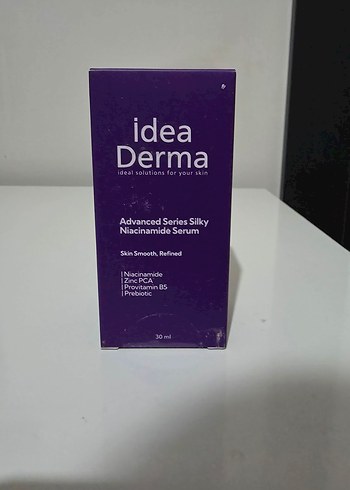 idea
Derma
ideal solutions for your skin
Advanced Series Silky
Niacinamide Serum
Skin Smooth, Refined
| Niacinamide
| Zinc PCA
| Provitamin B5
| Prebiotic
30 ml